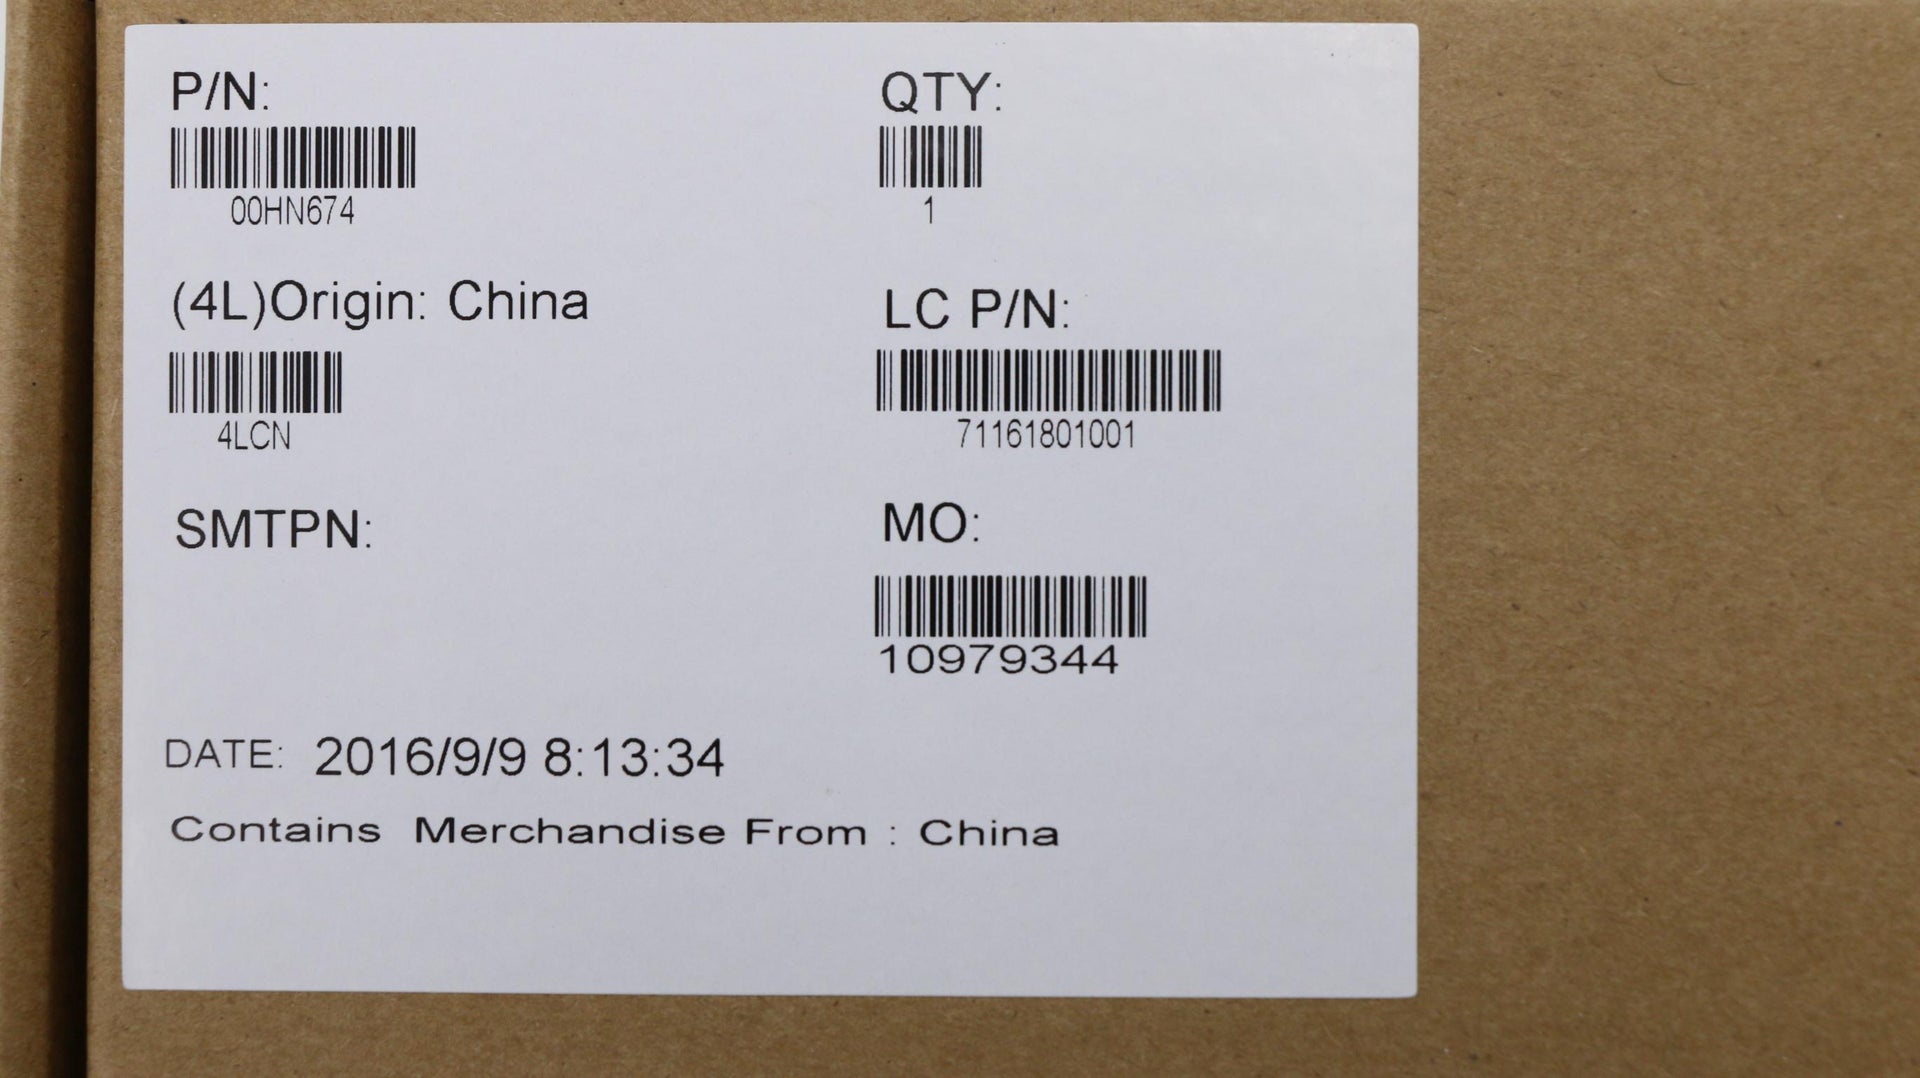 P/N:
00HN674
QTY:
1
(4L)Origin: China
4LCN
LC P/N:
71161801001
SMTPN:
MO:
10979344
DATE: 2016/9/9 8:13:34
Contains Merchandise From : China